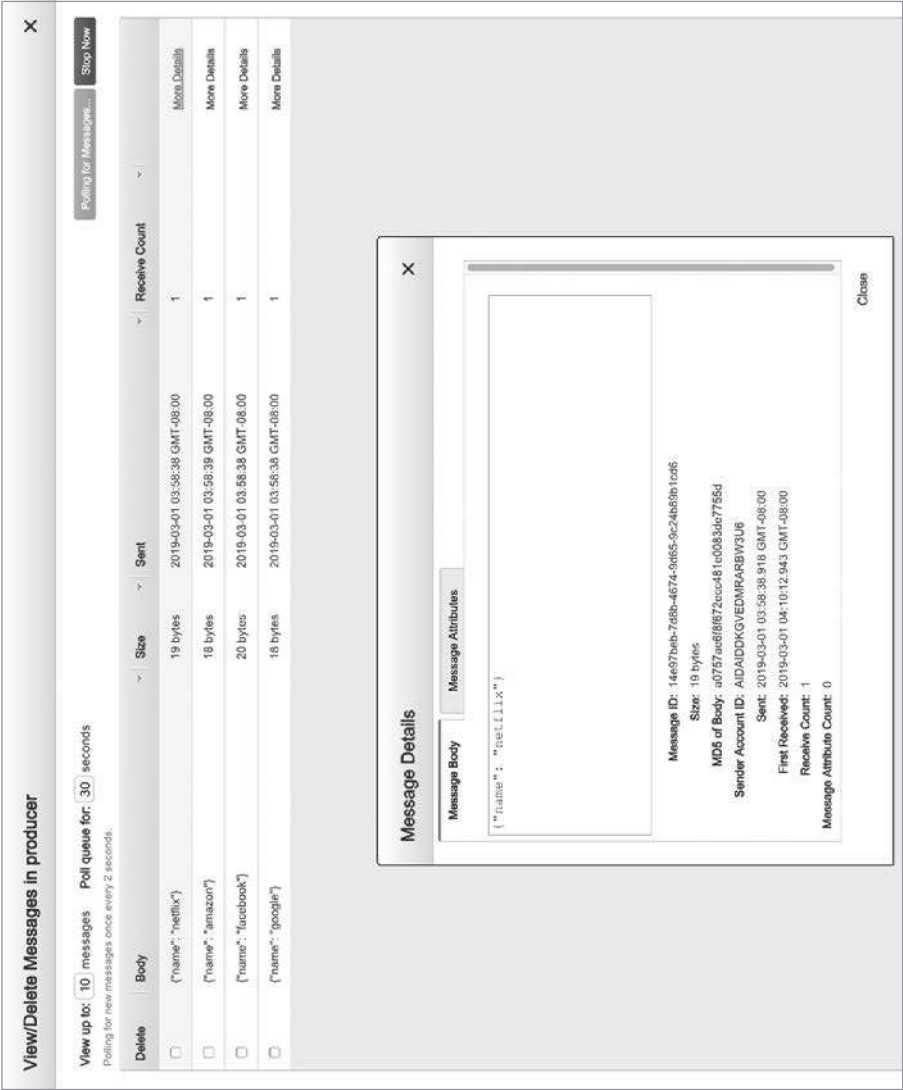 View/Delete Messages in producer
View up to: 10 messages Poll queue for: 30 seconds Polling for Messages... Stop Now
Polling for new messages once every 2 seconds.
Delete Body Size Sent Receive Count
{"name": "netflix"} 19 bytes 2019-03-01 03:58:38 GMT-08:00 1 More Details
{"name": "amazon"} 18 bytes 2019-03-01 03:58:39 GMT-08:00 1 More Details
{"name": "facebook"} 20 bytes 2019-03-01 03:58:38 GMT-08:00 1 More Details
{"name": "google"} 18 bytes 2019-03-01 03:58:38 GMT-08:00 1 More Details
Message Details
Message Body Message Attributes
{"name": "netflix"}
Message ID: 14e97beb-7d8b-4674-9d65-9c24b89b1cd6
Size: 19 bytes
MD5 of Body: a0757ae6f8f672ecc481c0083de7755d
Sender Account ID: AIDAIDDKGVEDMRARBW3U6
Sent: 2019-03-01 03:58:38.918 GMT-08:00
First Received: 2019-03-01 04:10:12.943 GMT-08:00
Receive Count: 1
Message Attribute Count: 0
Close